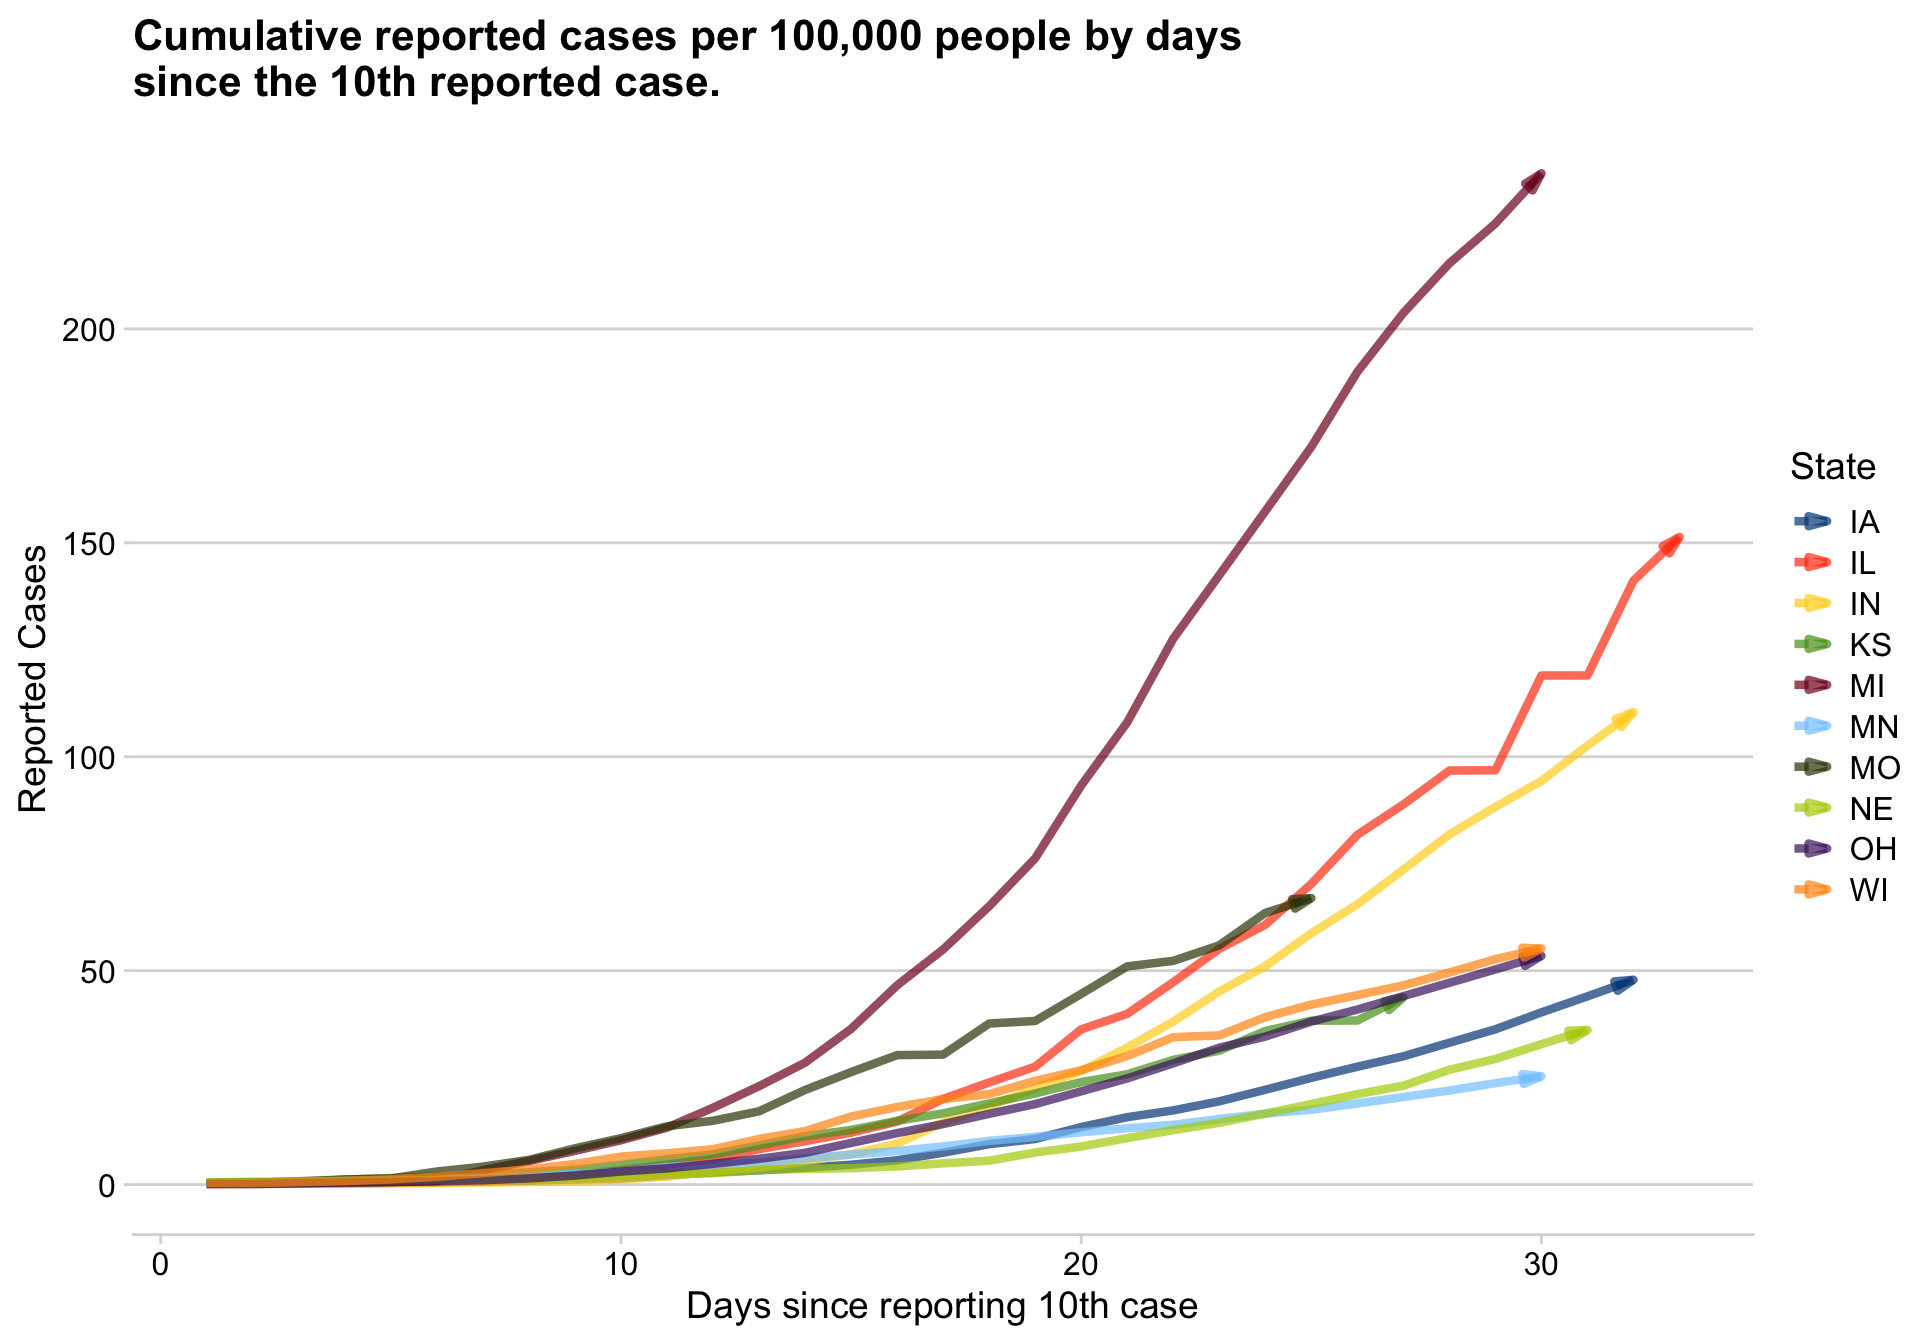 Cumulative reported cases per 100,000 people by days
since the 10th reported case.
200
150
100
50
0
Reported Cases
0 10 20 30
Days since reporting 10th case
State
IA
IL
IN
KS
MI
MN
MO
NE
OH
WI